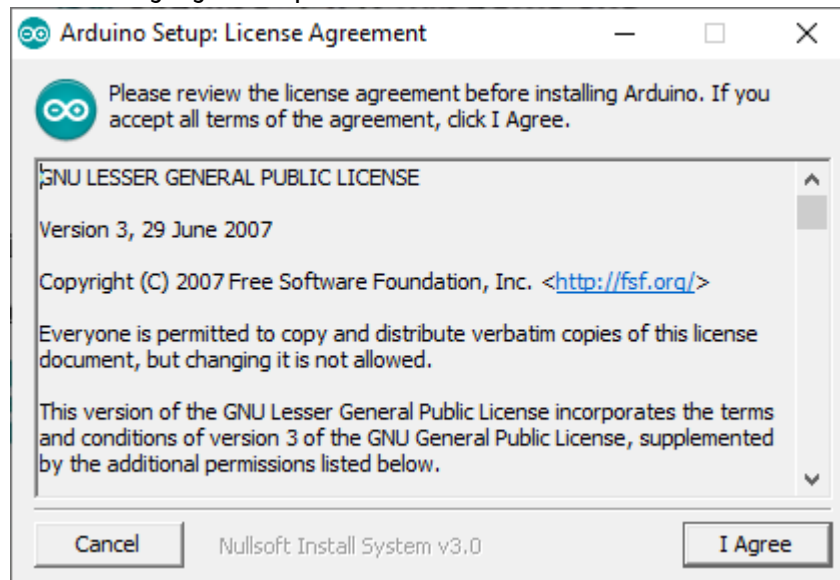 Arduino Setup: License Agreement
Please review the license agreement before installing Arduino. If you
accept all terms of the agreement, click I Agree.
GNU LESSER GENERAL PUBLIC LICENSE
Version 3, 29 June 2007
Copyright (C) 2007 Free Software Foundation, Inc. <http://fsf.org/>
Everyone is permitted to copy and distribute verbatim copies of this license
document, but changing it is not allowed.
This version of the GNU Lesser General Public License incorporates the terms
and conditions of version 3 of the GNU General Public License, supplemented
by the additional permissions listed below.
Cancel Nullsoft Install System v3.0 I Agree